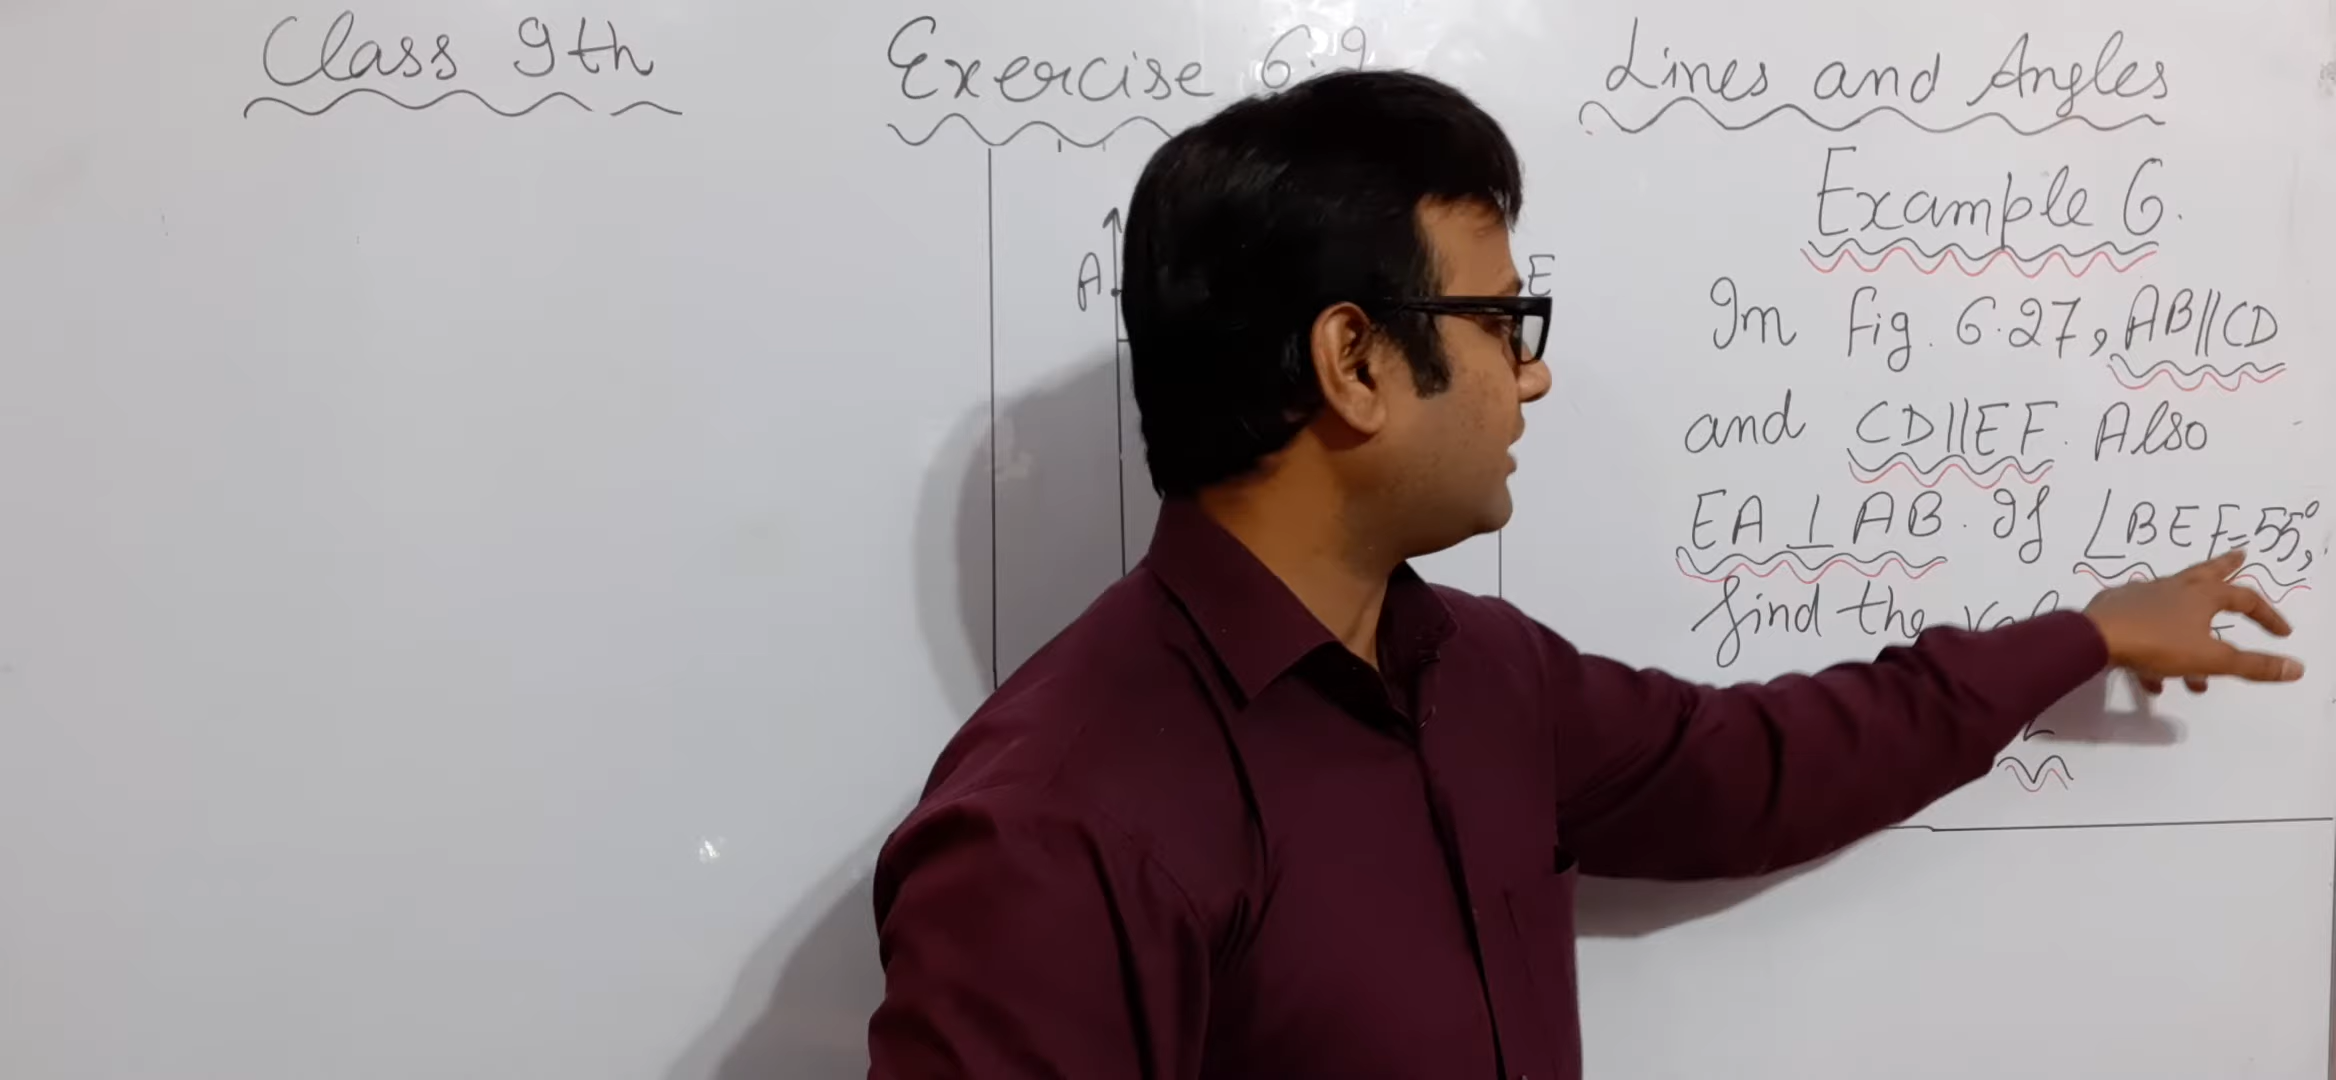 Class 9th
Exercise 6.2
Lines and Angles
Example 6.
In fig. 6.27, AB||CD
and CD||EF. Also
EA ⊥ AB. If ∠BEF=55°,
find the
A
E